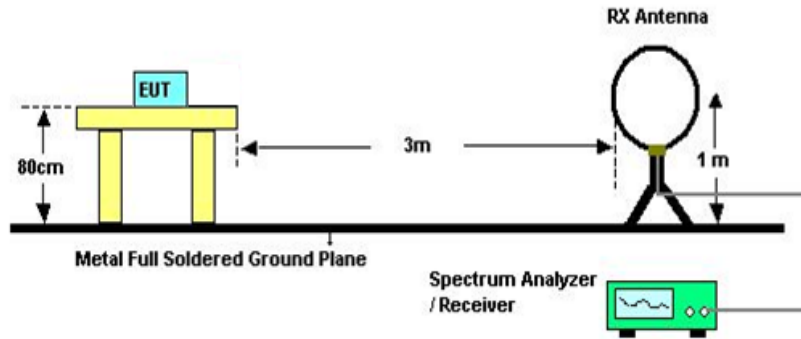 RX Antenna
EUT
80cm
3m
1 m
Metal Full Soldered Ground Plane
Spectrum Analyzer
/ Receiver